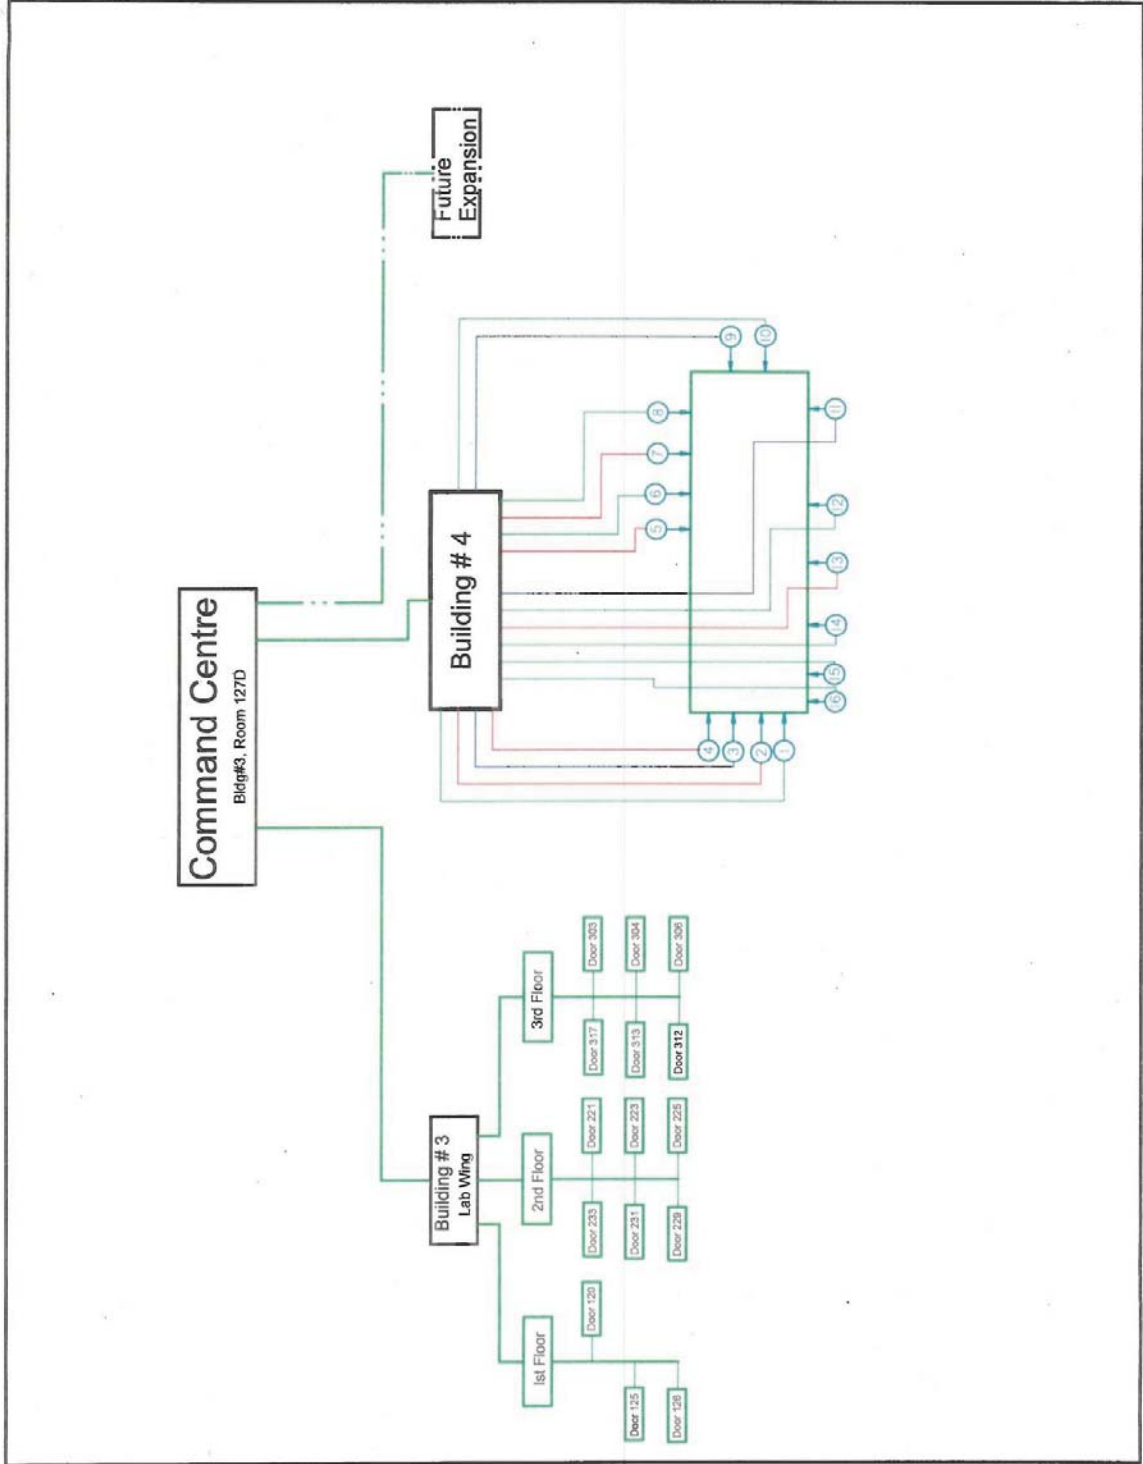 Command Centre
Bldg#3, Room 127D
Building # 3
Lab Wing
Building # 4
Future
Expansion
Ist Floor
2nd Floor
3rd Floor
Door 120
Door 125
Door 126
Door 233
Door 221
Door 231
Door 223
Door 229
Door 225
Door 317
Door 303
Door 313
Door 304
Door 312
Door 306
5
6
7
8
4
3
2
1
9
10
16
15
14
13
12
11